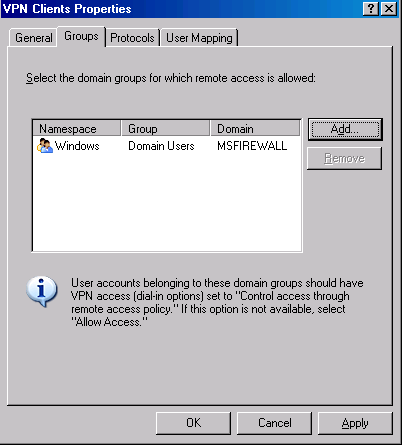 VPN Clients Properties
General Groups Protocols User Mapping
Select the domain groups for which remote access is allowed:
Namespace Group Domain Add...
Windows Domain Users MSFIREWALL
Remove
User accounts belonging to these domain groups should have
VPN access (dial-in options) set to "Control access through
remote access policy." If this option is not available, select
"Allow Access."
OK Cancel Apply